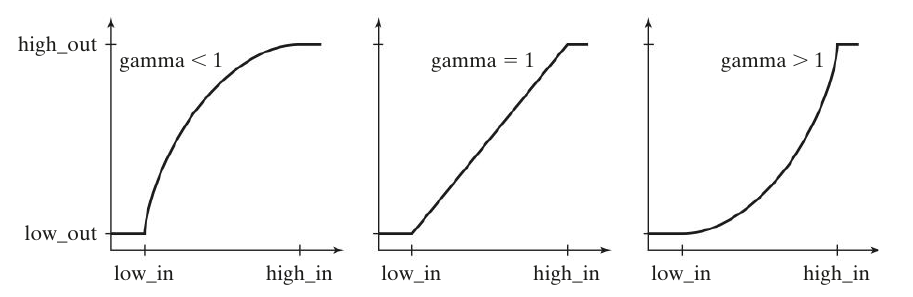 high_out
gamma < 1
gamma = 1
gamma > 1
low_out
low_in high_in
low_in high_in
low_in high_in